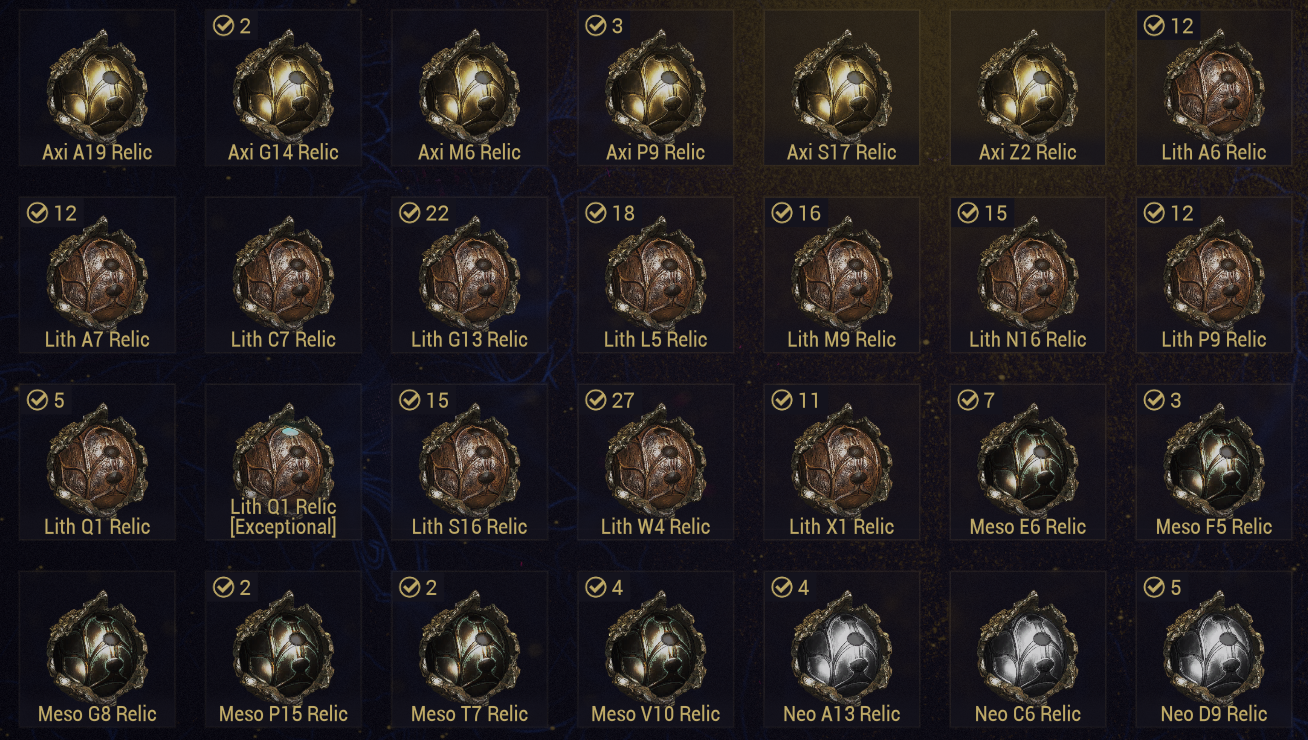 2
3
12
Axi A19 Relic
Axi G14 Relic
Axi M6 Relic
Axi P9 Relic
Axi S17 Relic
Axi Z2 Relic
Lith A6 Relic
12
22
18
16
15
12
Lith A7 Relic
Lith C7 Relic
Lith G13 Relic
Lith L5 Relic
Lith M9 Relic
Lith N16 Relic
Lith P9 Relic
5
15
27
11
7
3
Lith Q1 Relic
Lith Q1 Relic
[Exceptional]
Lith S16 Relic
Lith W4 Relic
Lith X1 Relic
Meso E6 Relic
Meso F5 Relic
2
2
4
4
5
Meso G8 Relic
Meso P15 Relic
Meso T7 Relic
Meso V10 Relic
Neo A13 Relic
Neo C6 Relic
Neo D9 Relic